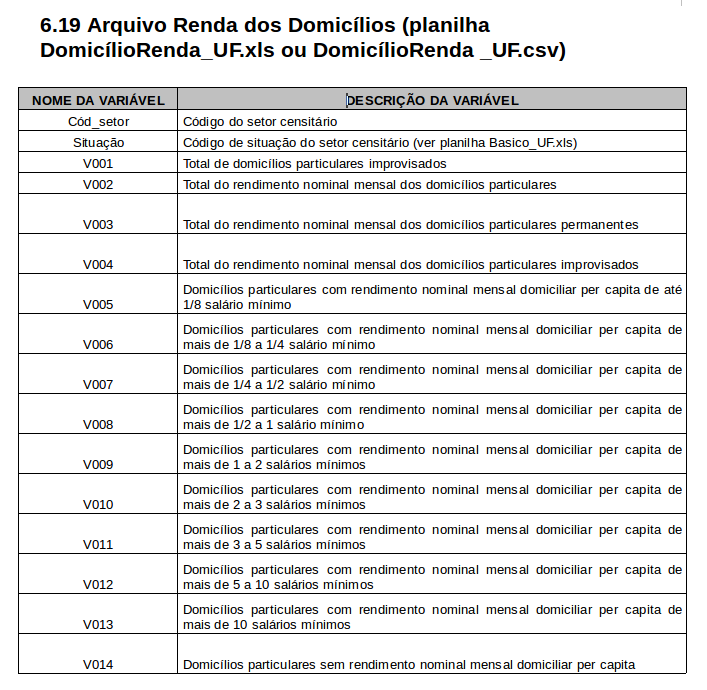 6.19 Arquivo Renda dos Domicílios (planilha
DomicílioRenda_UF.xls ou DomicílioRenda _UF.csv)
NOME DA VARIÁVEL DESCRIÇÃO DA VARIÁVEL
Cód_setor Código do setor censitário
Situação Código de situação do setor censitário (ver planilha Basico_UF.xls)
V001 Total de domicílios particulares improvisados
V002 Total do rendimento nominal mensal dos domicílios particulares
V003 Total do rendimento nominal mensal dos domicílios particulares permanentes
V004 Total do rendimento nominal mensal dos domicílios particulares improvisados
Domicílios particulares com rendimento nominal mensal domiciliar per capita de até
V005 1/8 salário mínimo
Domicílios particulares com rendimento nominal mensal domiciliar per capita de
V006 mais de 1/8 a 1/4 salário mínimo
Domicílios particulares com rendimento nominal mensal domiciliar per capita de
V007 mais de 1/4 a 1/2 salário mínimo
Domicílios particulares com rendimento nominal mensal domiciliar per capita de
V008 mais de 1/2 a 1 salário mínimo
Domicílios particulares com rendimento nominal mensal domiciliar per capita de
V009 mais de 1 a 2 salários mínimos
Domicílios particulares com rendimento nominal mensal domiciliar per capita de
V010 mais de 2 a 3 salários mínimos
Domicílios particulares com rendimento nominal mensal domiciliar per capita de
V011 mais de 3 a 5 salários mínimos
Domicílios particulares com rendimento nominal mensal domiciliar per capita de
V012 mais de 5 a 10 salários mínimos
Domicílios particulares com rendimento nominal mensal domiciliar per capita de
V013 mais de 10 salários mínimos
V014 Domicílios particulares sem rendimento nominal mensal domiciliar per capita